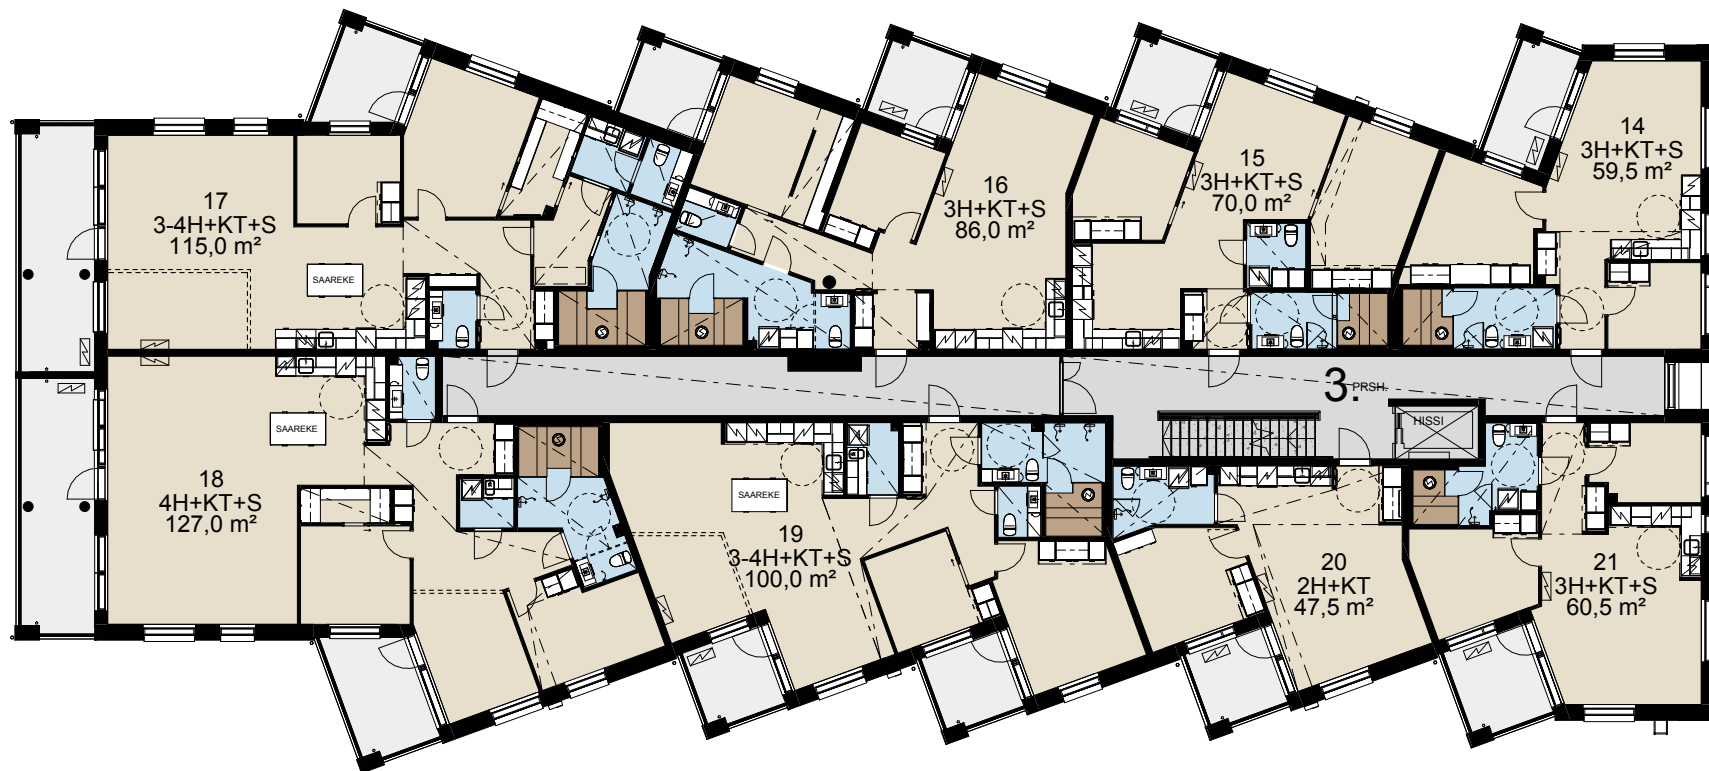 17
3-4H+KT+S
115,0 m²
SAAREKE
16
3H+KT+S
86,0 m²
15
3H+KT+S
70,0 m²
14
3H+KT+S
59,5 m²
3.
PRSH.
HISSI
18
4H+KT+S
127,0 m²
SAAREKE
19
3-4H+KT+S
100,0 m²
SAAREKE
20
2H+KT
47,5 m²
21
3H+KT+S
60,5 m²